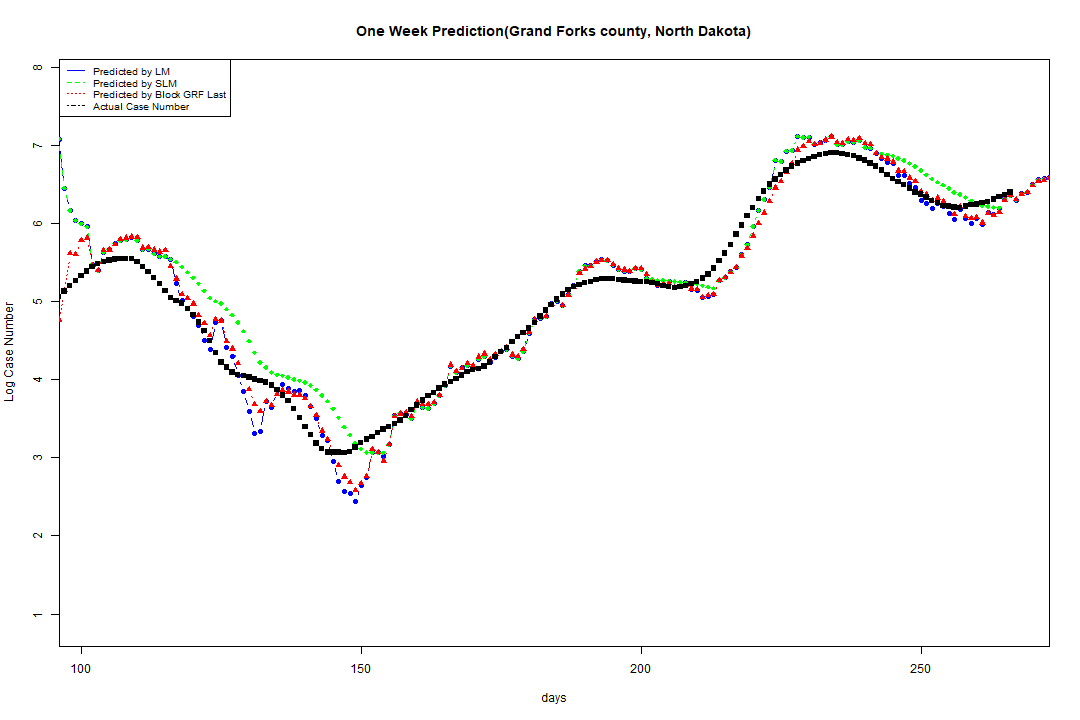 One Week Prediction(Grand Forks county, North Dakota)
Predicted by LM
Predicted by SLM
Predicted by Block GRF Last
Actual Case Number
8
7
6
5
4
3
2
1
Log Case Number
100 150 200 250
days